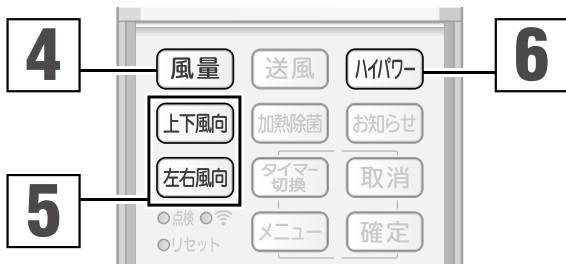 4
6
風量
送風
ハイパワー
5
上下風向
加熱除菌
お知らせ
左右風向
タイマー
切換
取消
点検
リセット
メニュー
確定